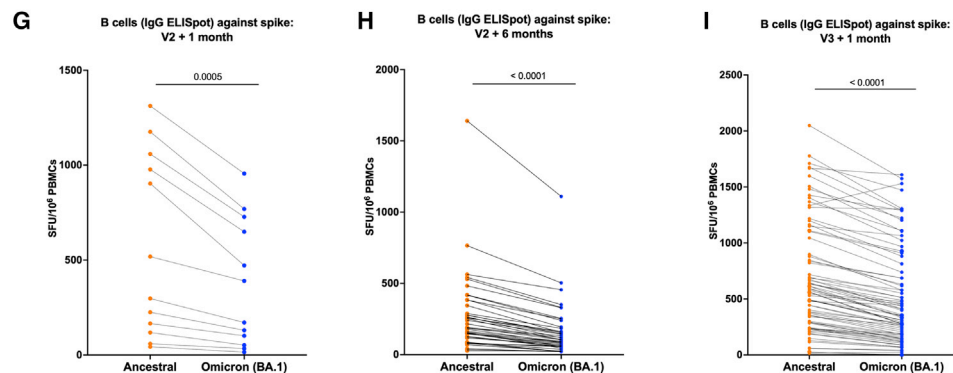 G
B cells (IgG ELISpot) against spike:
V2 + 1 month
0.0005
1500
1000
500
0
SFU/10⁶ PBMCs
Ancestral Omicron (BA.1)
H
B cells (IgG ELISpot) against spike:
V2 + 6 months
< 0.0001
2000
1500
1000
500
0
SFU/10⁶ PBMCs
Ancestral Omicron (BA.1)
I
B cells (IgG ELISpot) against spike:
V3 + 1 month
< 0.0001
2500
2000
1500
1000
500
0
SFU/10⁶ PBMCs
Ancestral Omicron (BA.1)